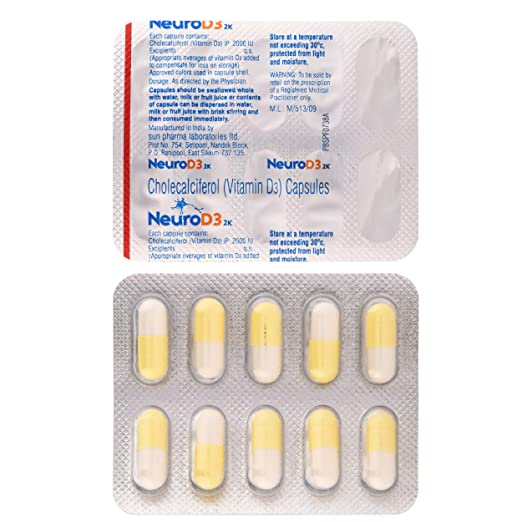 NeuroD3 2K
Each capsule contains:
Cholecalciferol (Vitamin D3) IP 2000 IU
Excipients q.s.
(Appropriate overages of vitamin D3 added
to compensate for loss on storage)
Approved colors used in capsule shell.
Dosage: As directed by the Physician
Capsules should be swallowed whole
with water, milk or fruit juice or contents
of capsule can be dispersed in water,
milk or fruit juice with brisk stirring and
then consumed immediately.
Manufactured in India by
sun pharma laboratories ltd.
Plot No. 754, Setipool, Nandok Block,
P.O. Ranipool, East Sikkim-737 135
Store at a temperature
not exceeding 30°c,
protected from light
and moisture.
WARNING: To be sold by
retail on the prescription
of a Registered Medical
Practitioner only.
M.L.: M/513/09
PBSPF0738A
NeuroD3 2K
NeuroD3 2K
Cholecalciferol (Vitamin D3) Capsules
NeuroD3 2K
Each capsule contains:
Cholecalciferol (Vitamin D3) IP 2000 IU
Excipients q.s.
(Appropriate overages of vitamin D3 added
Store at a temperature
not exceeding 30°c,
protected from light
and moisture.